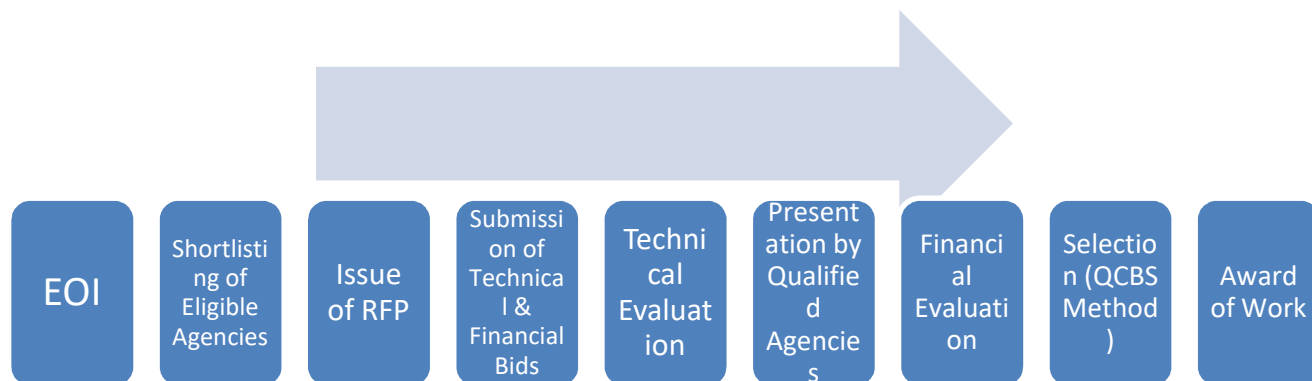 EOI
Shortlisti
ng of
Eligible
Agencies
Issue
of RFP
Submissi
on of
Technica
l &
Financial
Bids
Techni
cal
Evaluat
ion
Present
ation by
Qualifie
d
Agencie
s
Financi
al
Evaluati
on
Selectio
n (QCBS
Method
)
Award
of Work